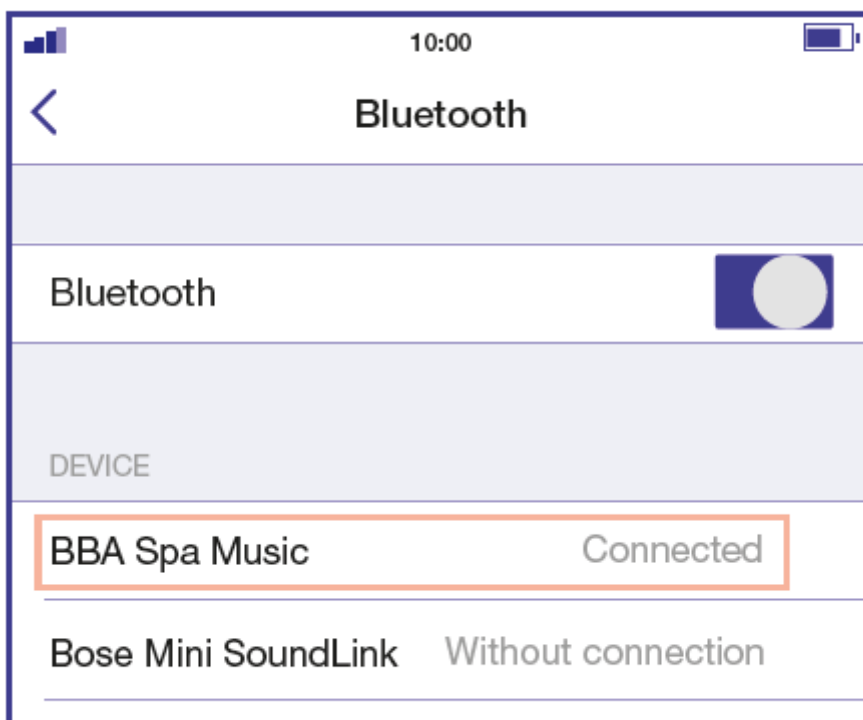 10:00
Bluetooth
Bluetooth
DEVICE
BBA Spa Music Connected
Bose Mini SoundLink Without connection